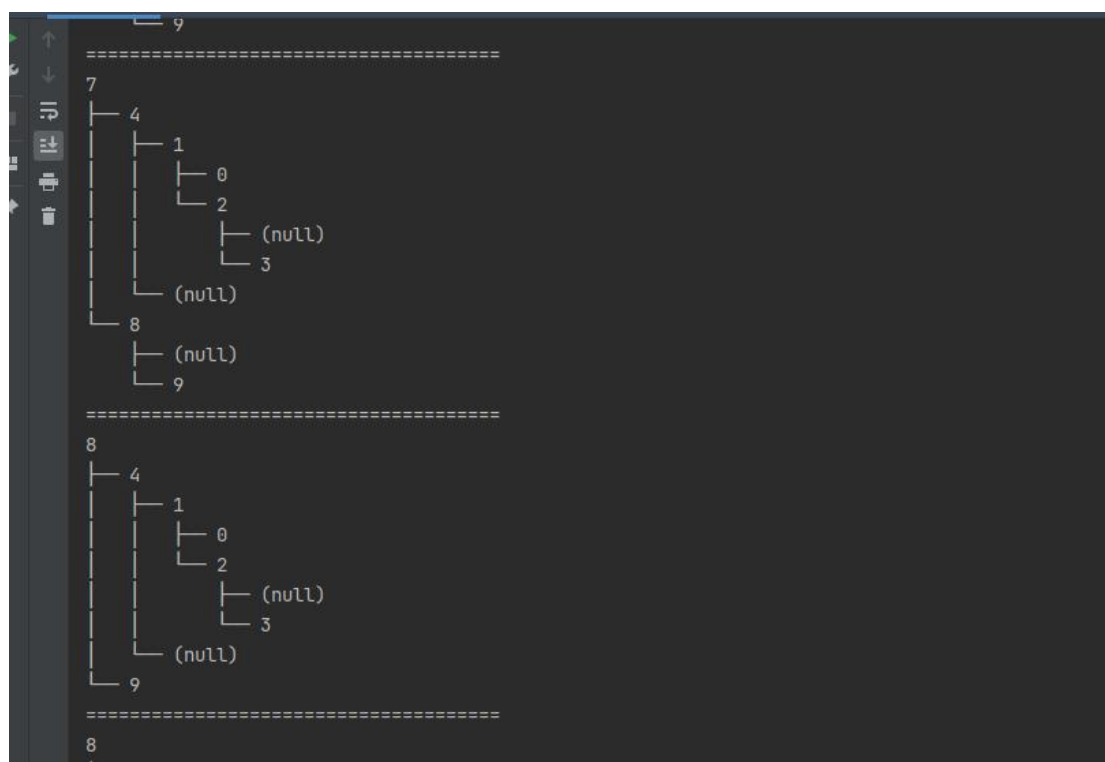 └── 9
======================================
7
├── 4
│   ├── 1
│   │   ├── 0
│   │   └── 2
│   │       ├── (null)
│   │       └── 3
│   └── (null)
└── 8
    ├── (null)
    └── 9
======================================
8
├── 4
│   ├── 1
│   │   ├── 0
│   │   └── 2
│   │       ├── (null)
│   │       └── 3
│   └── (null)
└── 9
======================================
8